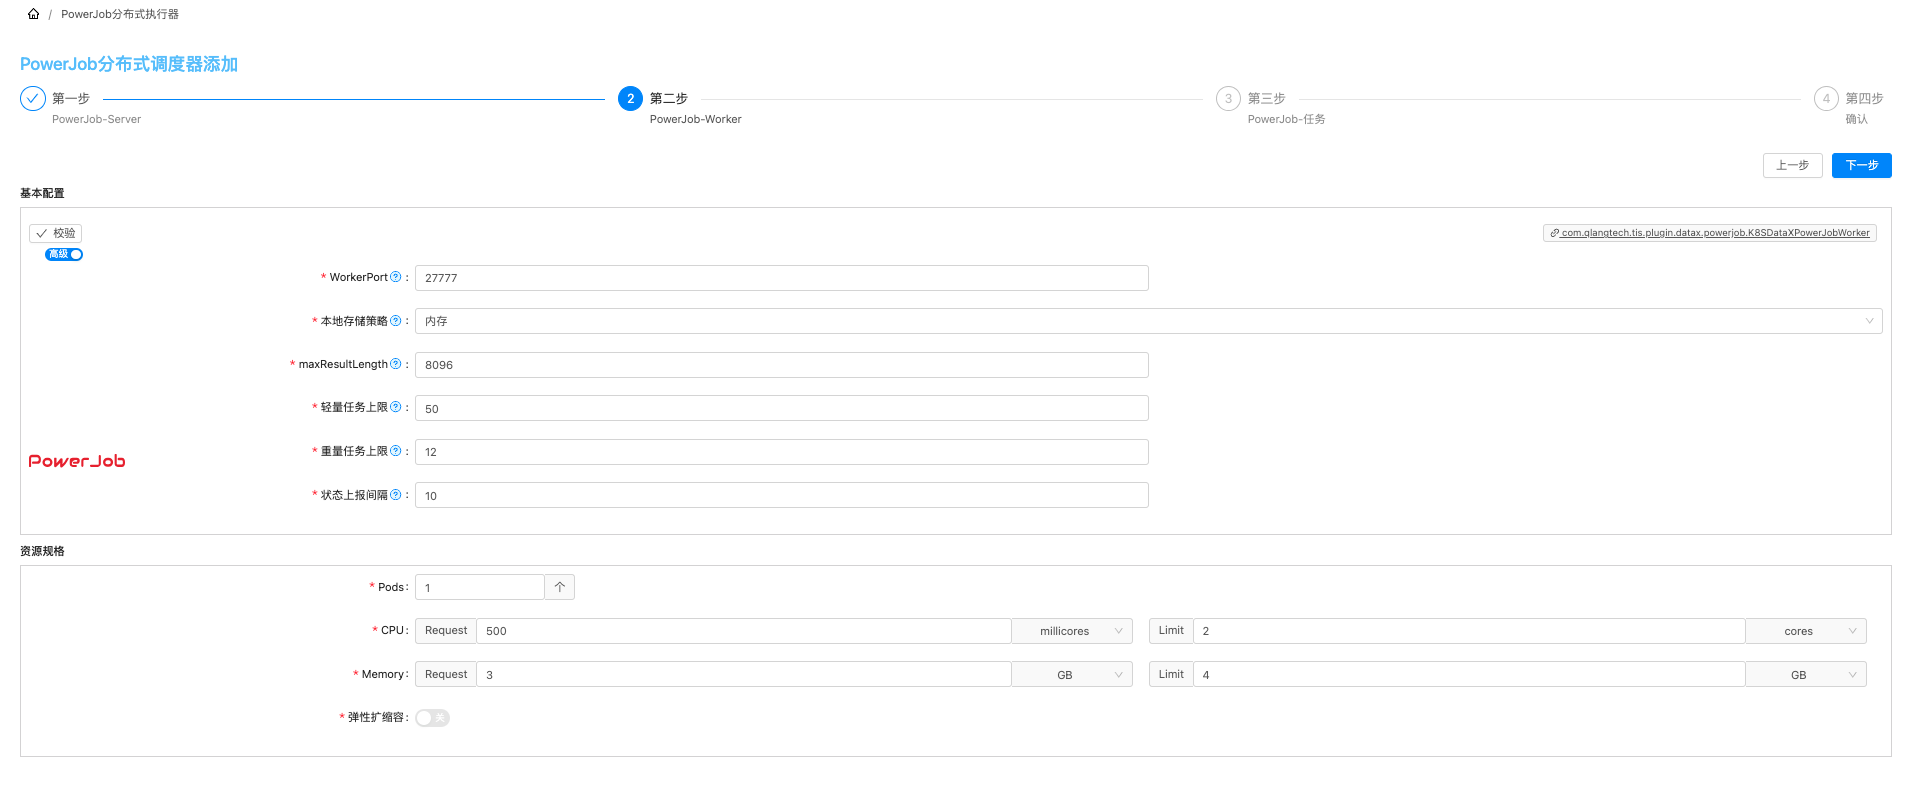 / PowerJob分布式执行器
PowerJob分布式调度器添加
第一步
PowerJob-Server
2 第二步
PowerJob-Worker
3 第三步
PowerJob-任务
4 第四步
确认
上一步 下一步
基本配置
校验
com.qlangtech.tis.plugin.datax.powerjob.K8SDataXPowerJobWorker
高级
* WorkerPort ? : 27777
* 本地存储策略 ? : 内存
* maxResultLength ? : 8096
* 轻量任务上限 ? : 50
* 重量任务上限 ? : 12
PowerJob
* 状态上报间隔 ? : 10
资源规格
* Pods : 1 个
* CPU : Request 500 millicores Limit 2 cores
* Memory : Request 3 GB Limit 4 GB
* 弹性扩缩容 : 关